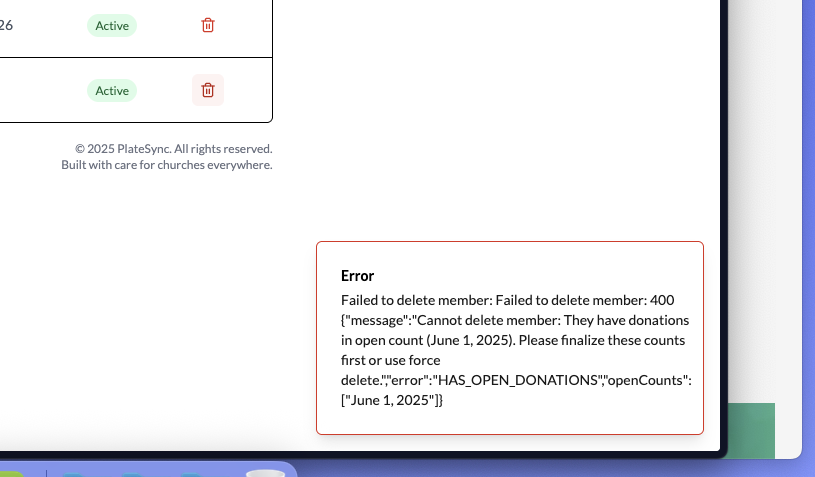 26
Active
Active
© 2025 PlateSync. All rights reserved.
Built with care for churches everywhere.
Error
Failed to delete member: Failed to delete member: 400
{"message":"Cannot delete member: They have donations
in open count (June 1, 2025). Please finalize these counts
first or use force
delete.","error":"HAS_OPEN_DONATIONS","openCounts":
["June 1, 2025"]}